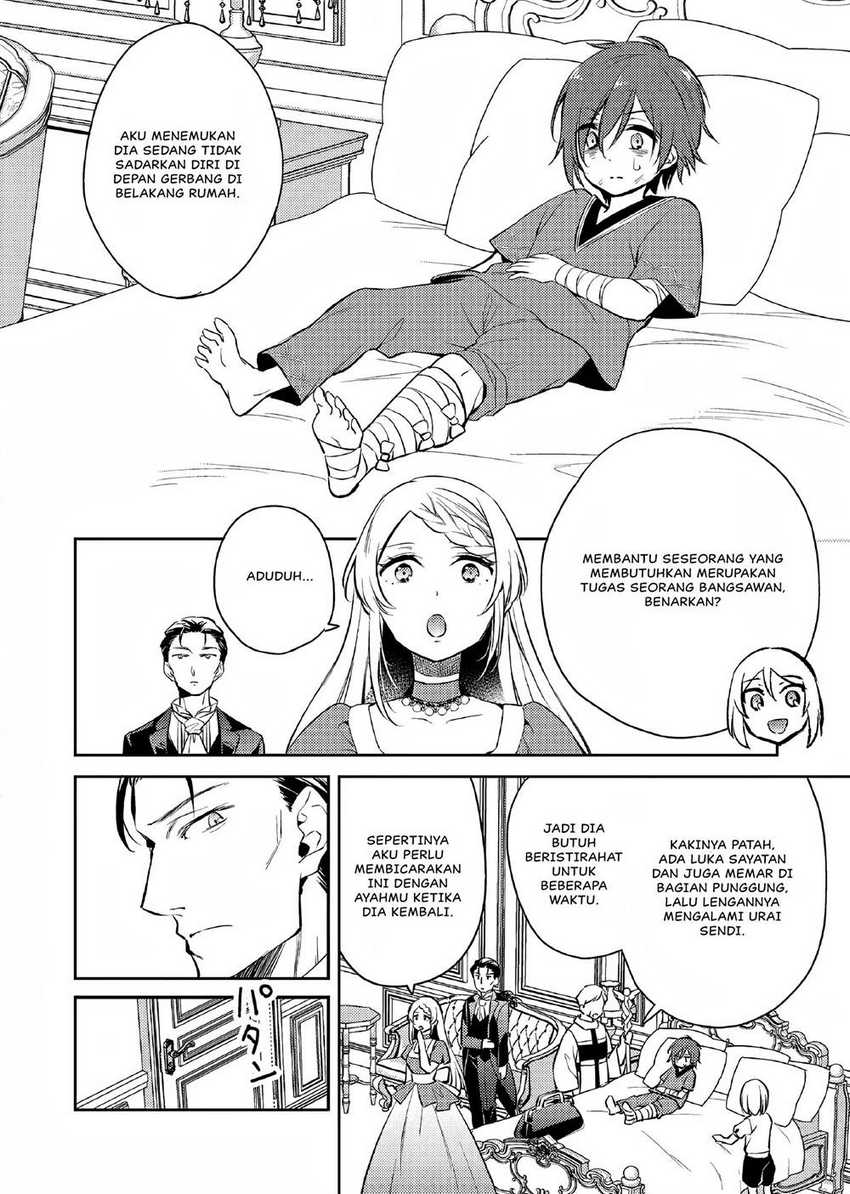 AKU MENEMUKAN
DIA SEDANG TIDAK
SADARKAN DIRI DI
DEPAN GERBANG DI
BELAKANG RUMAH.
MEMBANTU SESEORANG YANG
MEMBUTUHKAN MERUPAKAN
TUGAS SEORANG BANGSAWAN,
BENARKAN?
ADUDUH...
KAKINYA PATAH,
ADA LUKA SAYATAN
DAN JUGA MEMAR DI
BAGIAN PUNGGUNG,
LALU LENGANNYA
MENGALAMI URAI
SENDI.
JADI DIA
BUTUH
BERISTIRAHAT
UNTUK
BEBERAPA
WAKTU.
SEPERTINYA
AKU PERLU
MEMBICARAKAN
INI DENGAN
AYAHMU KETIKA
DIA KEMBALI.
パタン